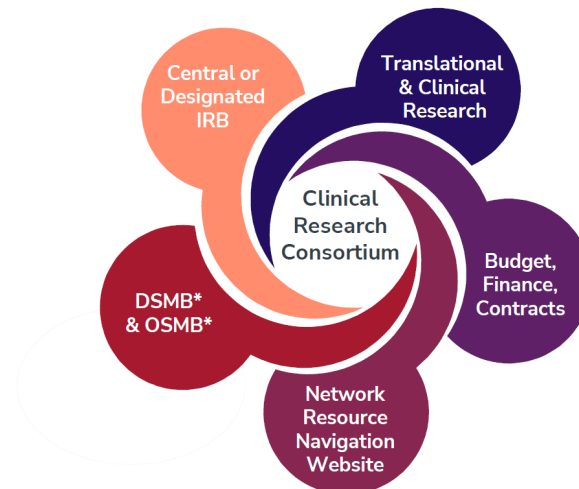 Central or
Designated
IRB
Translational
& Clinical
Research
Clinical
Research
Consortium
Budget,
Finance,
Contracts
DSMB*
& OSMB*
Network
Resource
Navigation
Website